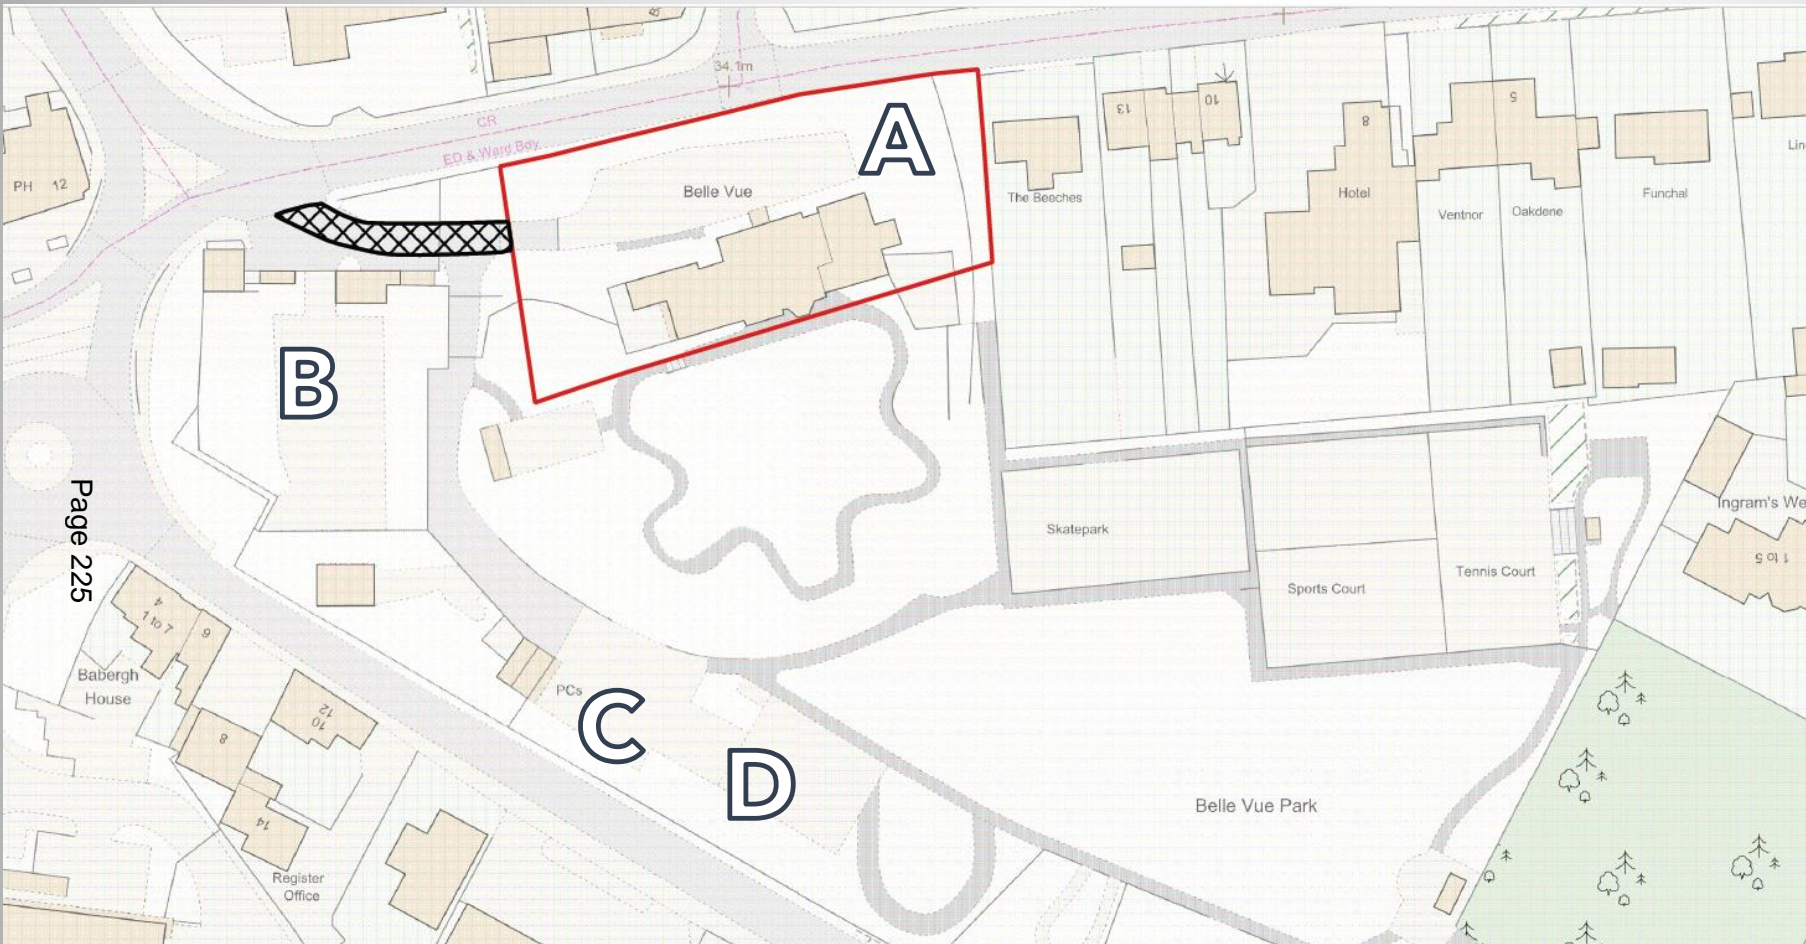 34.1m
CR
ED & Ward Bdy
A
PH
12
Belle Vue
The Beeches
13
10
8
Hotel
5
Ventnor
Oakdene
Funchal
B
Page 225
Skatepark
Sports Court
Tennis Court
1 to 5
4
1 to 7
6
Babergh
House
12
10
8
14
PCs
C
D
Belle Vue Park
Register
Office